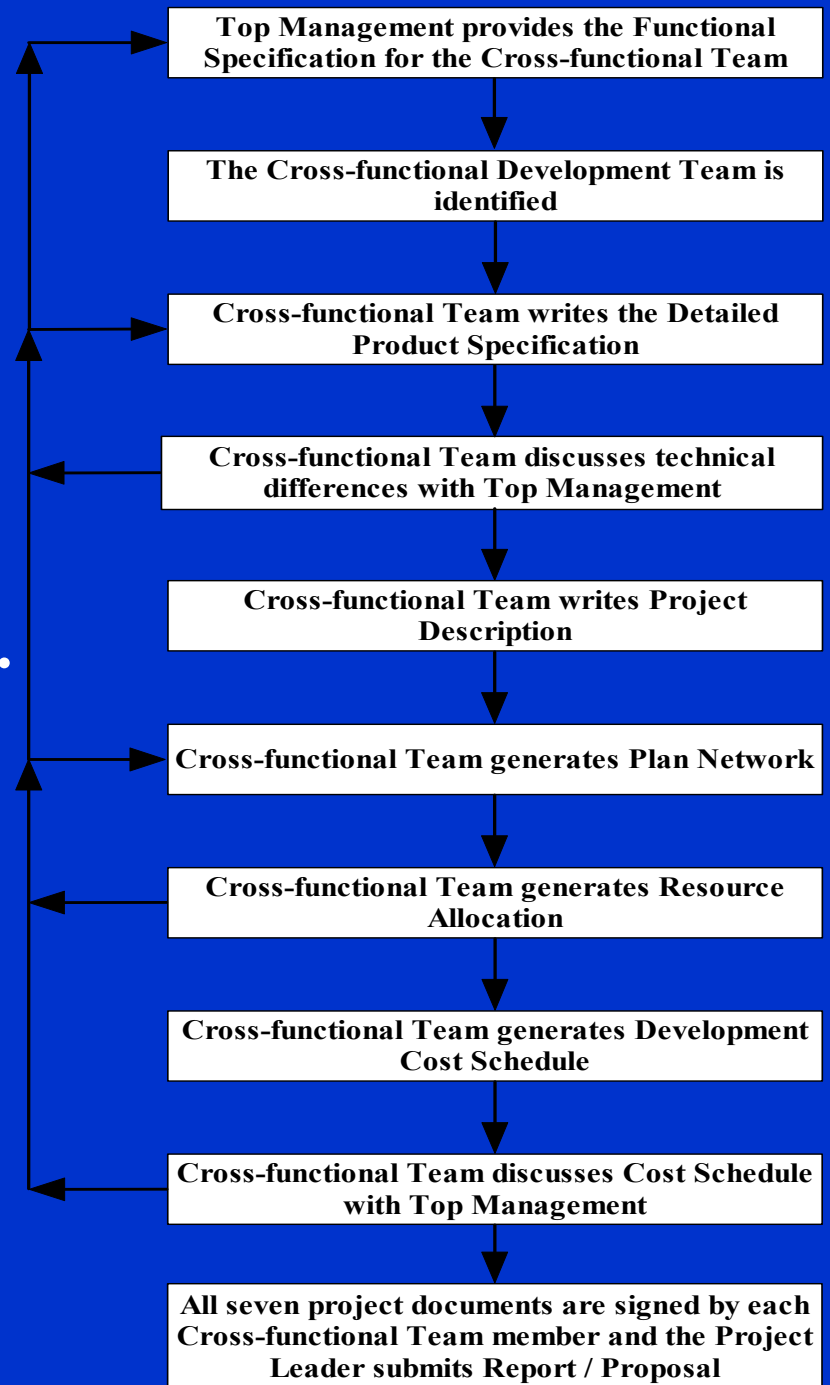 Top Management provides the Functional
Specification for the Cross-functional Team
The Cross-functional Development Team is
identified
Cross-functional Team writes the Detailed
Product Specification
Cross-functional Team discusses technical
differences with Top Management
Cross-functional Team writes Project
Description
Cross-functional Team generates Plan Network
Cross-functional Team generates Resource
Allocation
Cross-functional Team generates Development
Cost Schedule
Cross-functional Team discusses Cost Schedule
with Top Management
All seven project documents are signed by each
Cross-functional Team member and the Project
Leader submits Report / Proposal